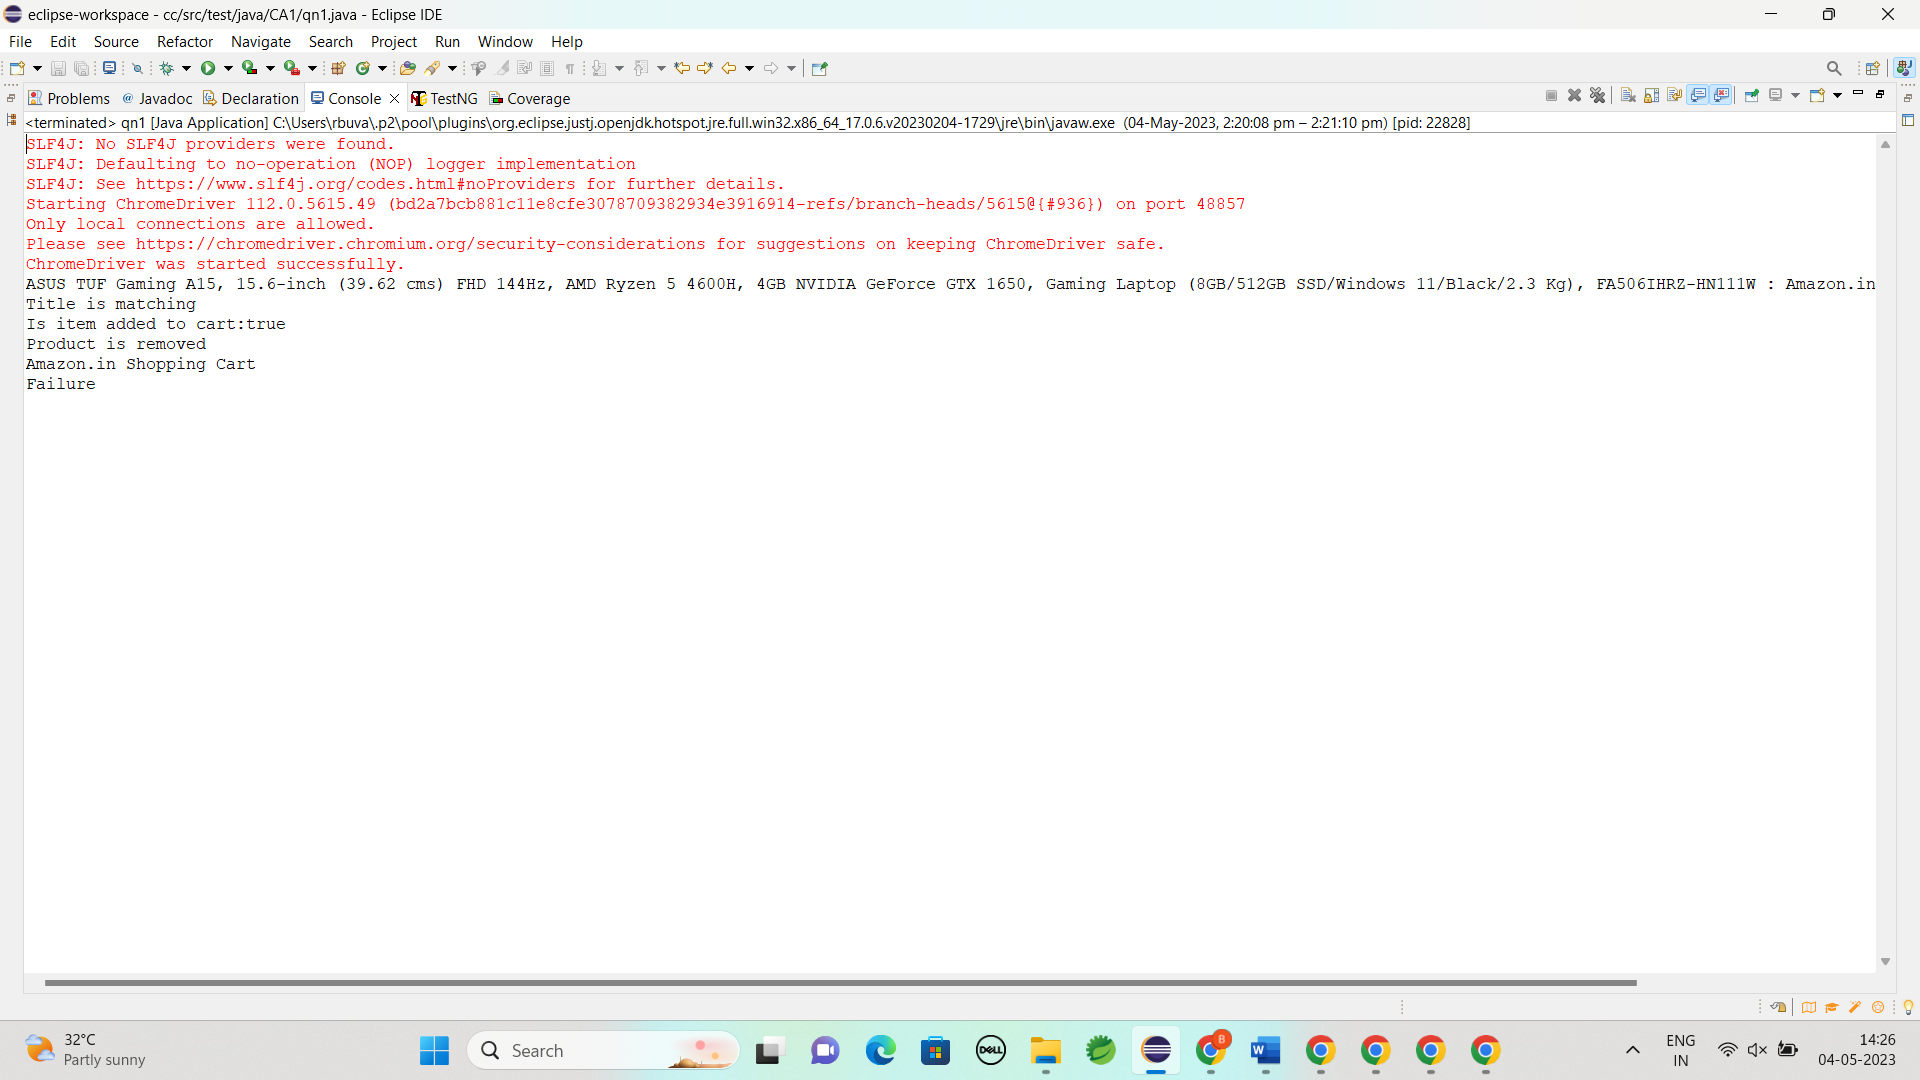 eclipse-workspace - cc/src/test/java/CA1/qn1.java - Eclipse IDE
File Edit Source Refactor Navigate Search Project Run Window Help
Problems Javadoc Declaration Console TestNG Coverage
<terminated> qn1 [Java Application] C:\Users\rbuva\.p2\pool\plugins\org.eclipse.justj.openjdk.hotspot.jre.full.win32.x86_64_17.0.6.v20230204-1729\jre\bin\javaw.exe (04-May-2023, 2:20:08 pm – 2:21:10 pm) [pid: 22828]
SLF4J: No SLF4J providers were found.
SLF4J: Defaulting to no-operation (NOP) logger implementation
SLF4J: See https://www.slf4j.org/codes.html#noProviders for further details.
Starting ChromeDriver 112.0.5615.49 (bd2a7bcb881c11e8cfe3078709382934e3916914-refs/branch-heads/5615@{#936}) on port 48857
Only local connections are allowed.
Please see https://chromedriver.chromium.org/security-considerations for suggestions on keeping ChromeDriver safe.
ChromeDriver was started successfully.
ASUS TUF Gaming A15, 15.6-inch (39.62 cms) FHD 144Hz, AMD Ryzen 5 4600H, 4GB NVIDIA GeForce GTX 1650, Gaming Laptop (8GB/512GB SSD/Windows 11/Black/2.3 Kg), FA506IHRZ-HN111W : Amazon.in
Title is matching
Is item added to cart:true
Product is removed
Amazon.in Shopping Cart
Failure
32°C
Partly sunny
Search
DELL
B
W
ENG
IN
14:26
04-05-2023